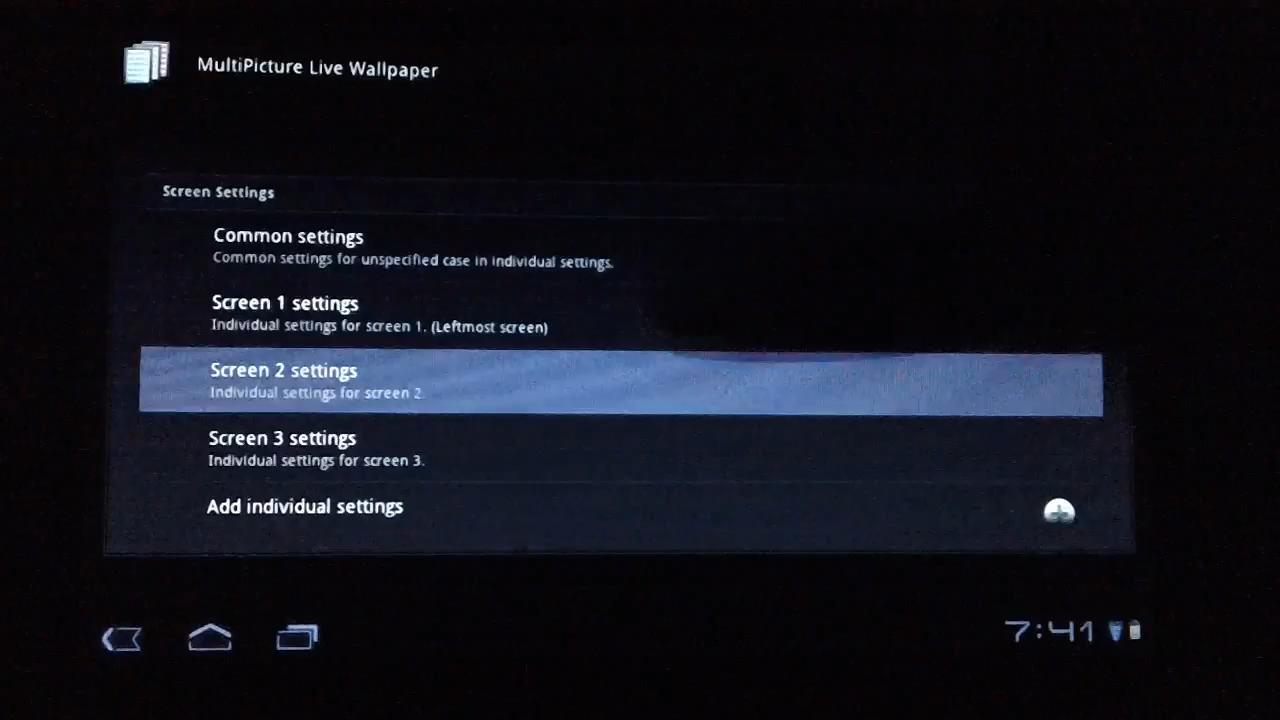 MultiPicture Live Wallpaper
Screen Settings
Common settings
Common settings for unspecified case in individual settings.
Screen 1 settings
Individual settings for screen 1. (Leftmost screen)
Screen 2 settings
Individual settings for screen 2.
Screen 3 settings
Individual settings for screen 3.
Add individual settings
7:41